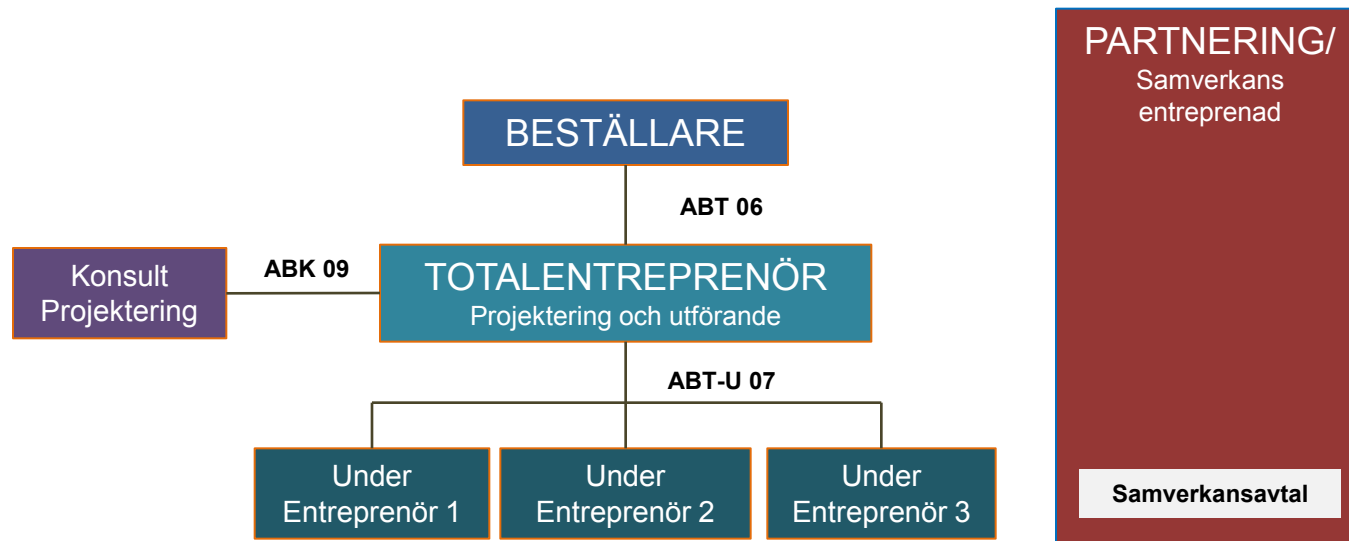 PARTNERING/
Samverkans
entreprenad
BESTÄLLARE
ABT 06
Konsult
Projektering
ABK 09
TOTALENTREPRENÖR
Projektering och utförande
ABT-U 07
Under
Entreprenör 1
Under
Entreprenör 2
Under
Entreprenör 3
Samverkansavtal